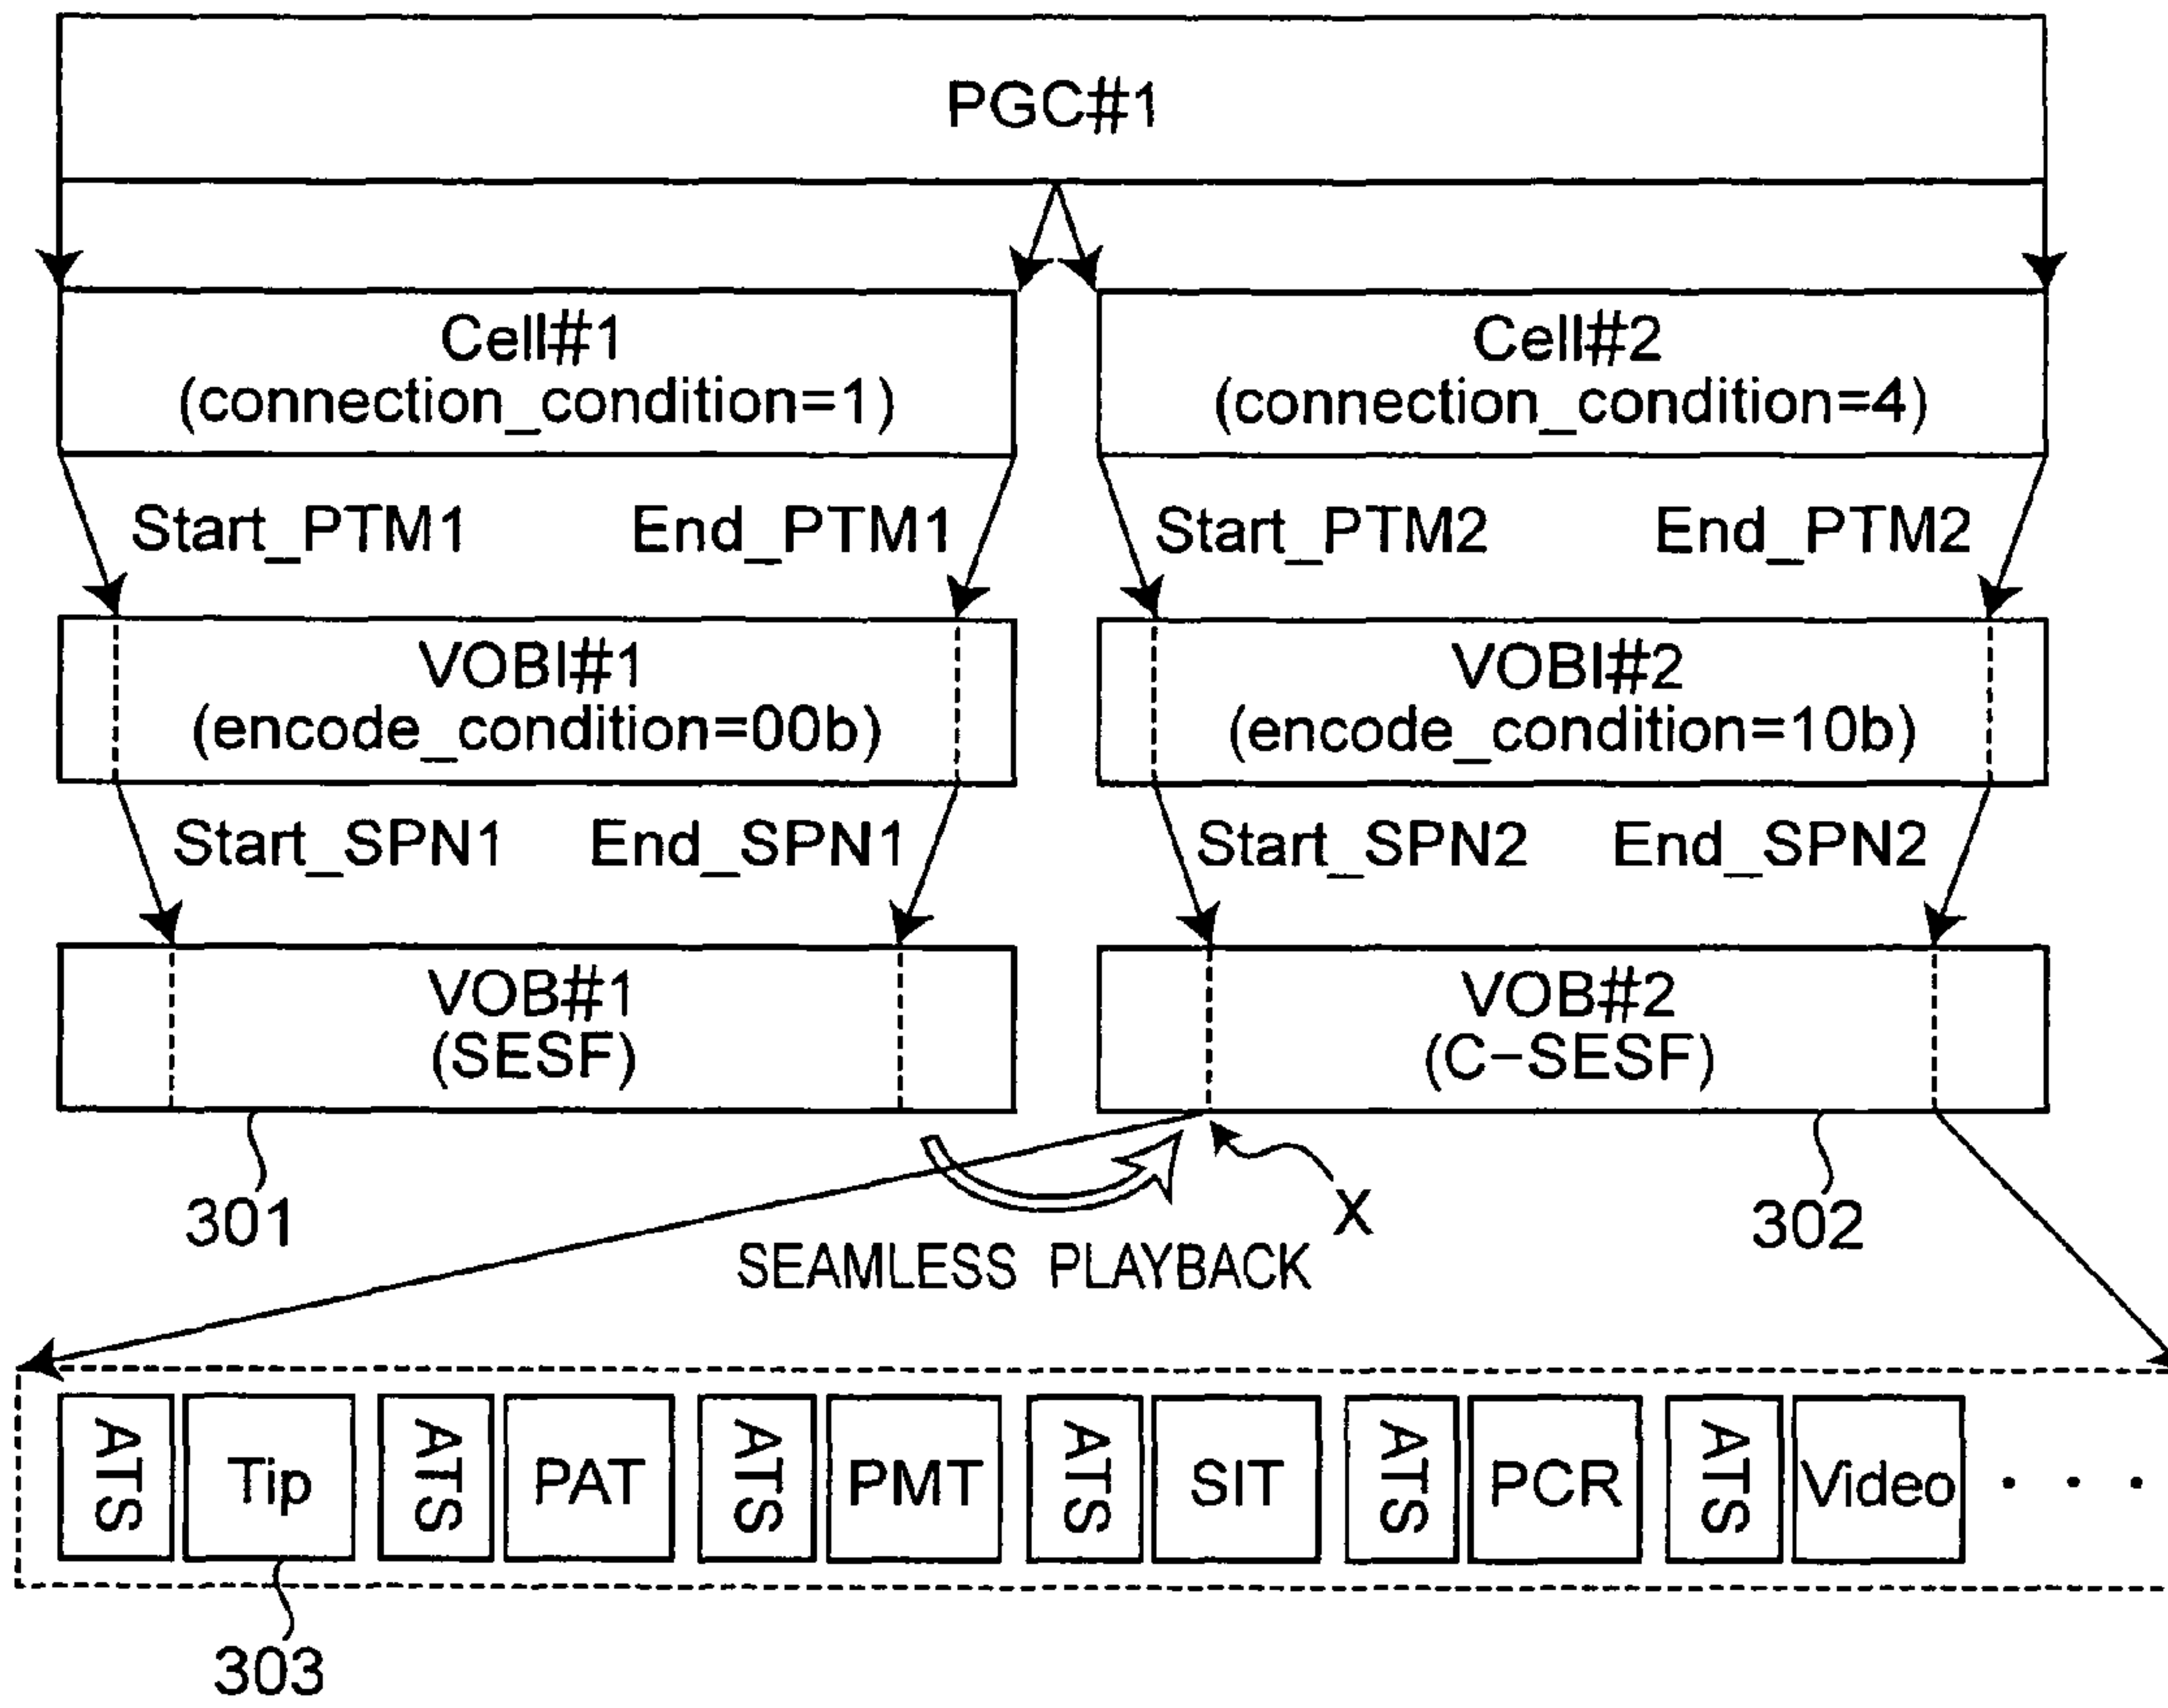 PGC#1
Cell#1
(connection_condition=1)
Cell#2
(connection_condition=4)
Start_PTM1
End_PTM1
Start_PTM2
End_PTM2
VOBI#1
(encode_condition=00b)
VOBI#2
(encode_condition=10b)
Start_SPN1
End_SPN1
Start_SPN2
End_SPN2
VOB#1
(SESF)
VOB#2
(C-SESF)
301
X
302
SEAMLESS PLAYBACK
ATS
Tip
ATS
PAT
ATS
PMT
ATS
SIT
ATS
PCR
ATS
Video
· · ·
303